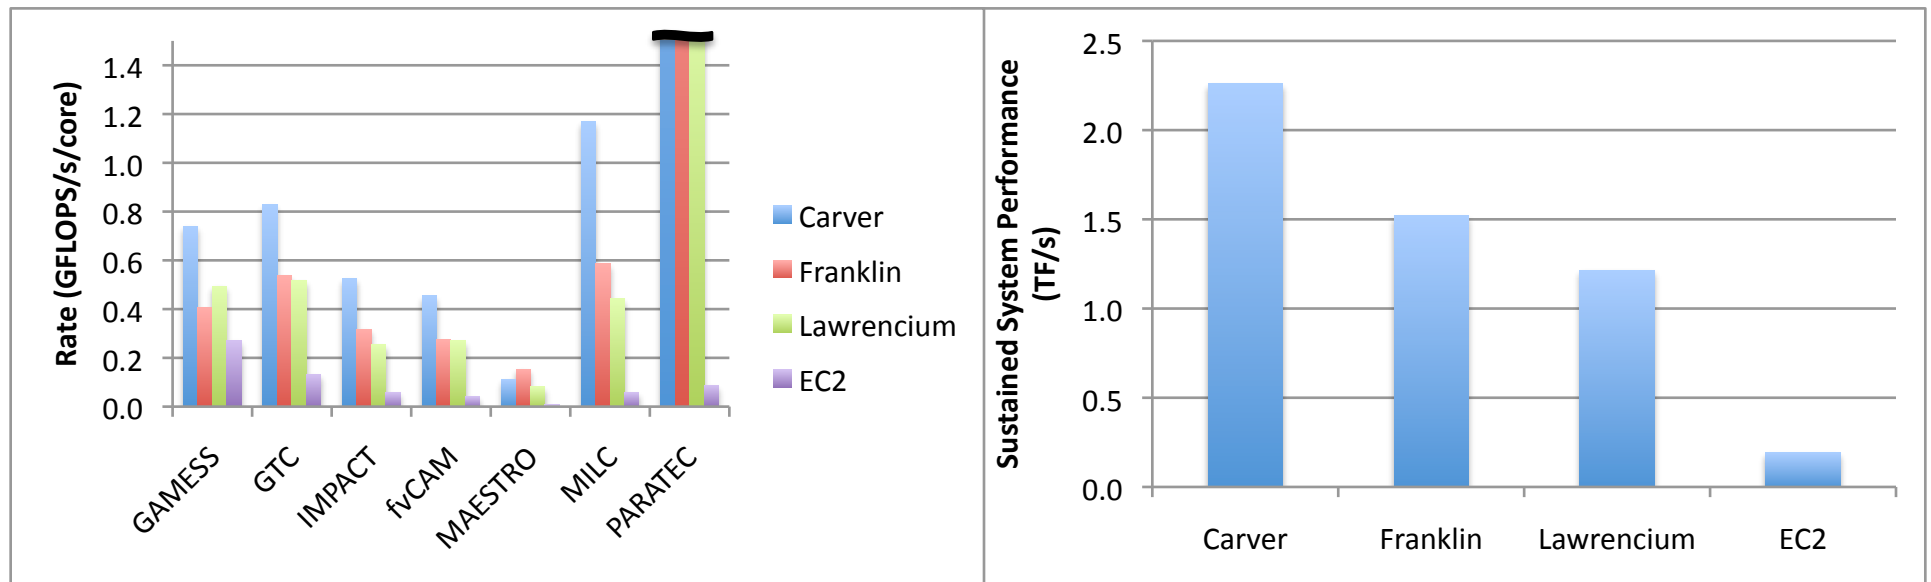 Rate (GFLOPS/s/core)
1.4
1.2
1.0
0.8
0.6
0.4
0.2
0.0
GAMESS
GTC
IMPACT
fvCAM
MAESTRO
MILC
PARATEC
Carver
Franklin
Lawrencium
EC2
Sustained System Performance
(TF/s)
2.5
2.0
1.5
1.0
0.5
0.0
Carver
Franklin
Lawrencium
EC2